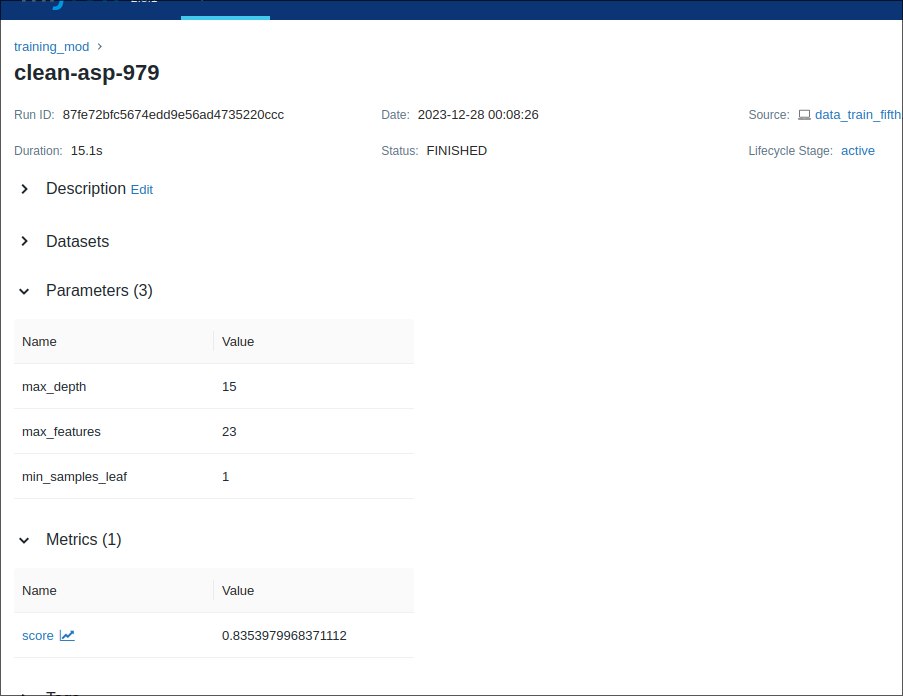 training_mod >
clean-asp-979
Run ID: 87fe72bfc5674edd9e56ad4735220ccc Date: 2023-12-28 00:08:26 Source: data_train_fifth
Duration: 15.1s Status: FINISHED Lifecycle Stage: active
Description Edit
Datasets
Parameters (3)
Name Value
max_depth 15
max_features 23
min_samples_leaf 1
Metrics (1)
Name Value
score 0.8353979968371112